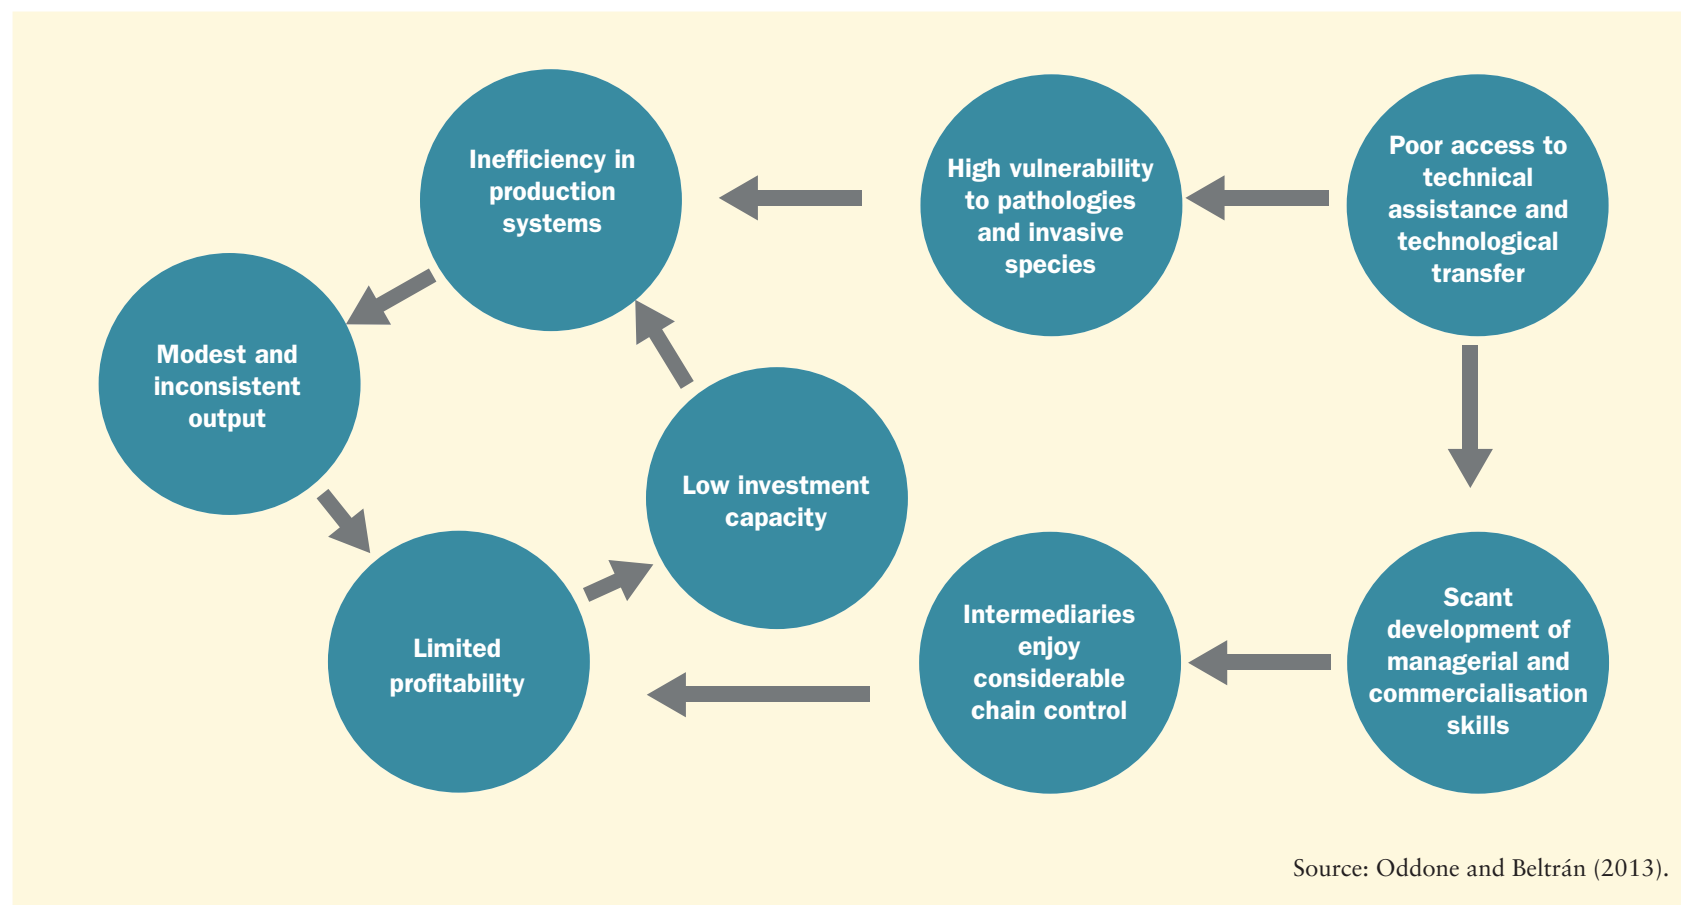 Inefficiency in
production
systems
High vulnerability
to pathologies
and invasive
species
Poor access to
technical
assistance and
technological
transfer
Modest and
inconsistent
output
Low investment
capacity
Limited
profitability
Intermediaries
enjoy
considerable
chain control
Scant
development of
managerial and
commercialisation
skills
Source: Oddone and Beltrán (2013).